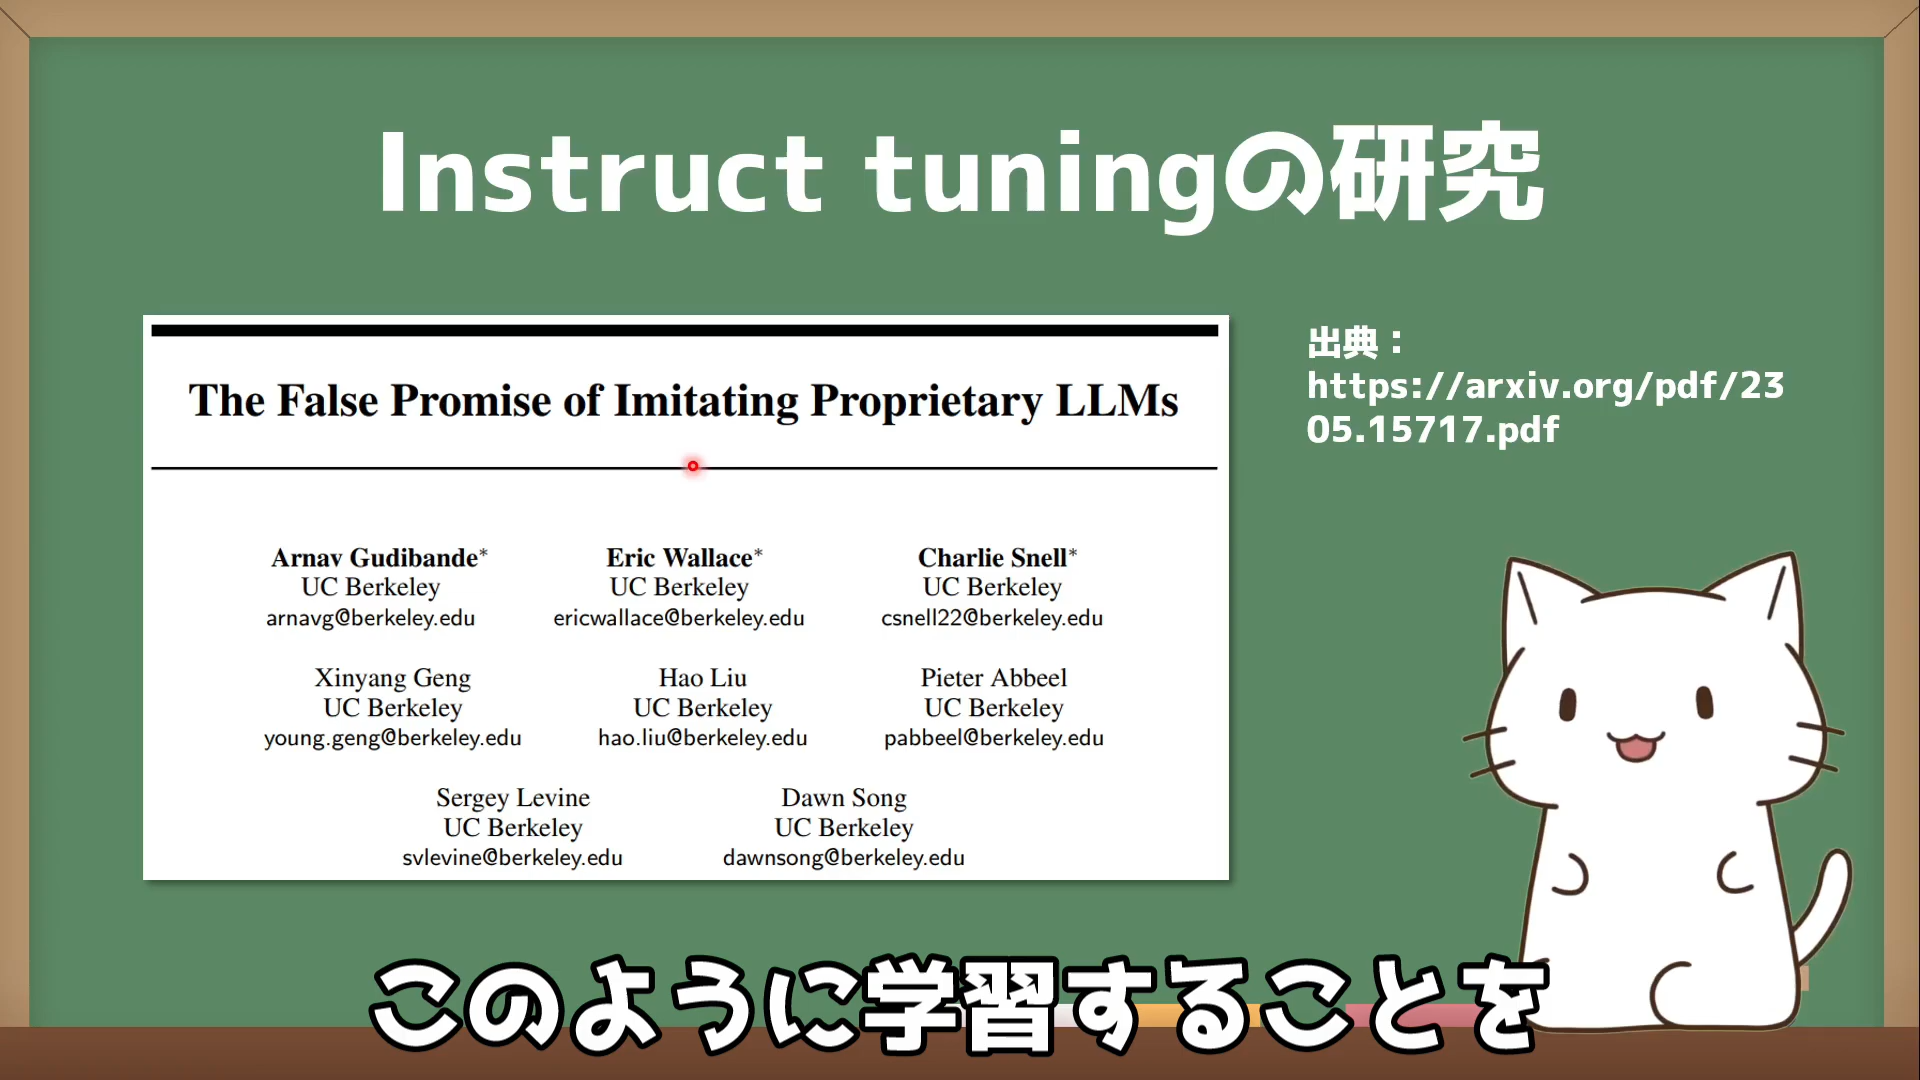 Instruct tuningの研究
The False Promise of Imitating Proprietary LLMs
出典：
https://arxiv.org/pdf/23
05.15717.pdf
Arnav Gudibande* Eric Wallace* Charlie Snell*
UC Berkeley UC Berkeley UC Berkeley
arnavg@berkeley.edu ericwallace@berkeley.edu csnell22@berkeley.edu
Xinyang Geng Hao Liu Pieter Abbeel
UC Berkeley UC Berkeley UC Berkeley
young.geng@berkeley.edu hao.liu@berkeley.edu pabbeel@berkeley.edu
Sergey Levine Dawn Song
UC Berkeley UC Berkeley
svlevine@berkeley.edu dawnsong@berkeley.edu
このように学習することを